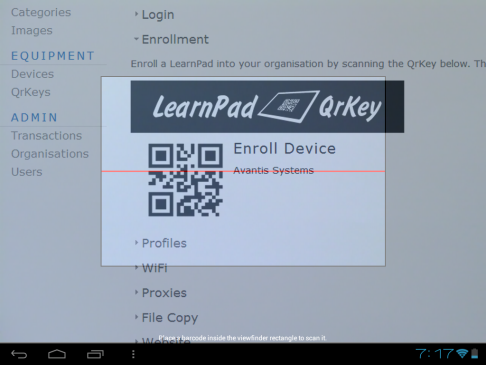 Categories
Images
EQUIPMENT
Devices
QrKeys
ADMIN
Transactions
Organisations
Users
Login
Enrollment
Enroll a LearnPad into your organisation by scanning the QrKey below. Th
LearnPad QrKey
Enroll Device
Avantis Systems
Profiles
WiFi
Proxies
File Copy
Website
Place a barcode inside the viewfinder rectangle to scan it.
7:17